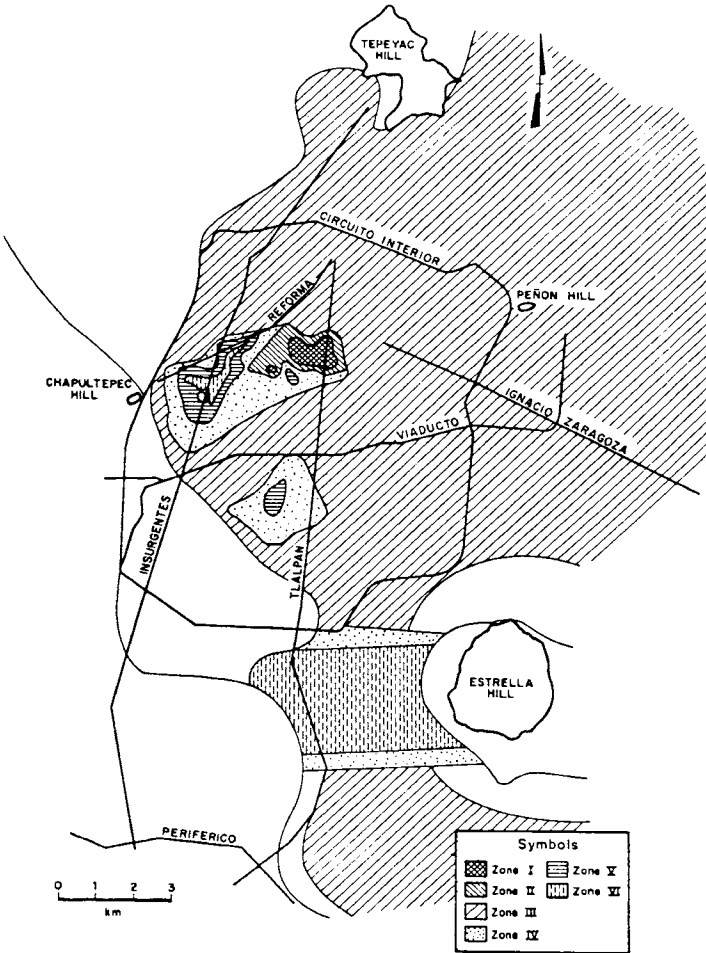 TEPEYAC
HILL
CIRCUITO INTERIOR
REFORMA
PEÑON HILL
CHAPULTEPEC
HILL
IGNACIO ZARAGOZA
VIADUCTO
INSURGENTES
TLALPAN
ESTRELLA
HILL
PERIFERICO
0 1 2 3
km
Symbols
Zone I Zone V
Zone II Zone VI
Zone III
Zone IV